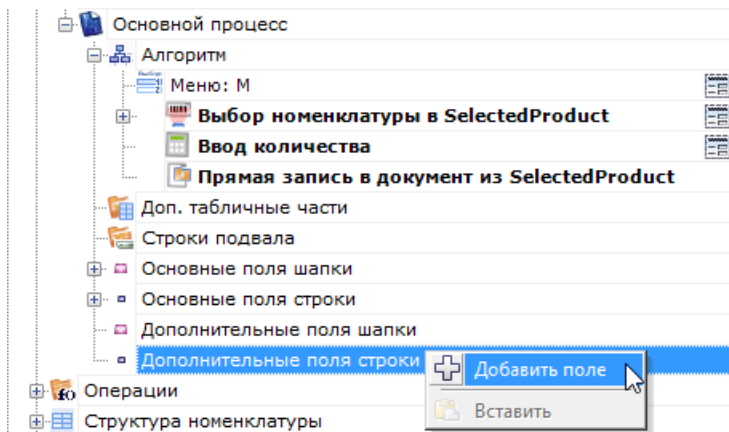 Основной процесс
Алгоритм
Меню: М
Выбор номенклатуры в SelectedProduct
Ввод количества
Прямая запись в документ из SelectedProduct
Доп. табличные части
Строки подвала
Основные поля шапки
Основные поля строки
Дополнительные поля шапки
Дополнительные поля строки
Добавить поле
Операции
Вставить
Структура номенклатуры